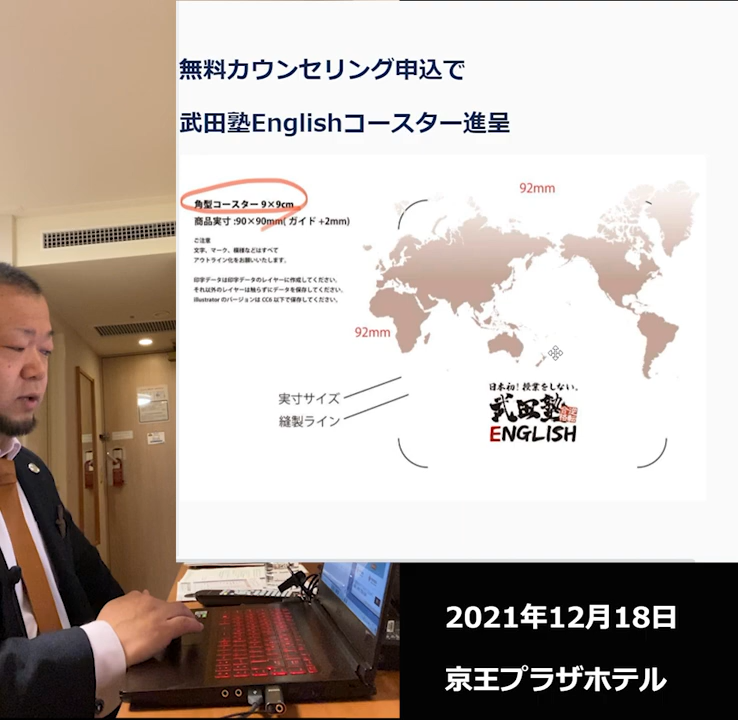 無料カウンセリング申込で
武田塾Englishコースター進呈
角型コースター 9×9cm
商品実寸 :90×90mm( ガイド +2mm)
ご注意
文字、マーク、模様などはすべて
アウトライン化をお願いいたします。
印字データは印字データのレイヤーに作成してください。
それ以外のレイヤーは触らずにデータを保存してください。
illustrator のバージョンは CC6 以下で保存してください。
92mm
92mm
実寸サイズ
縫製ライン
日本初!授業をしない。
武田塾
ENGLISH
2021年12月18日
京王プラザホテル